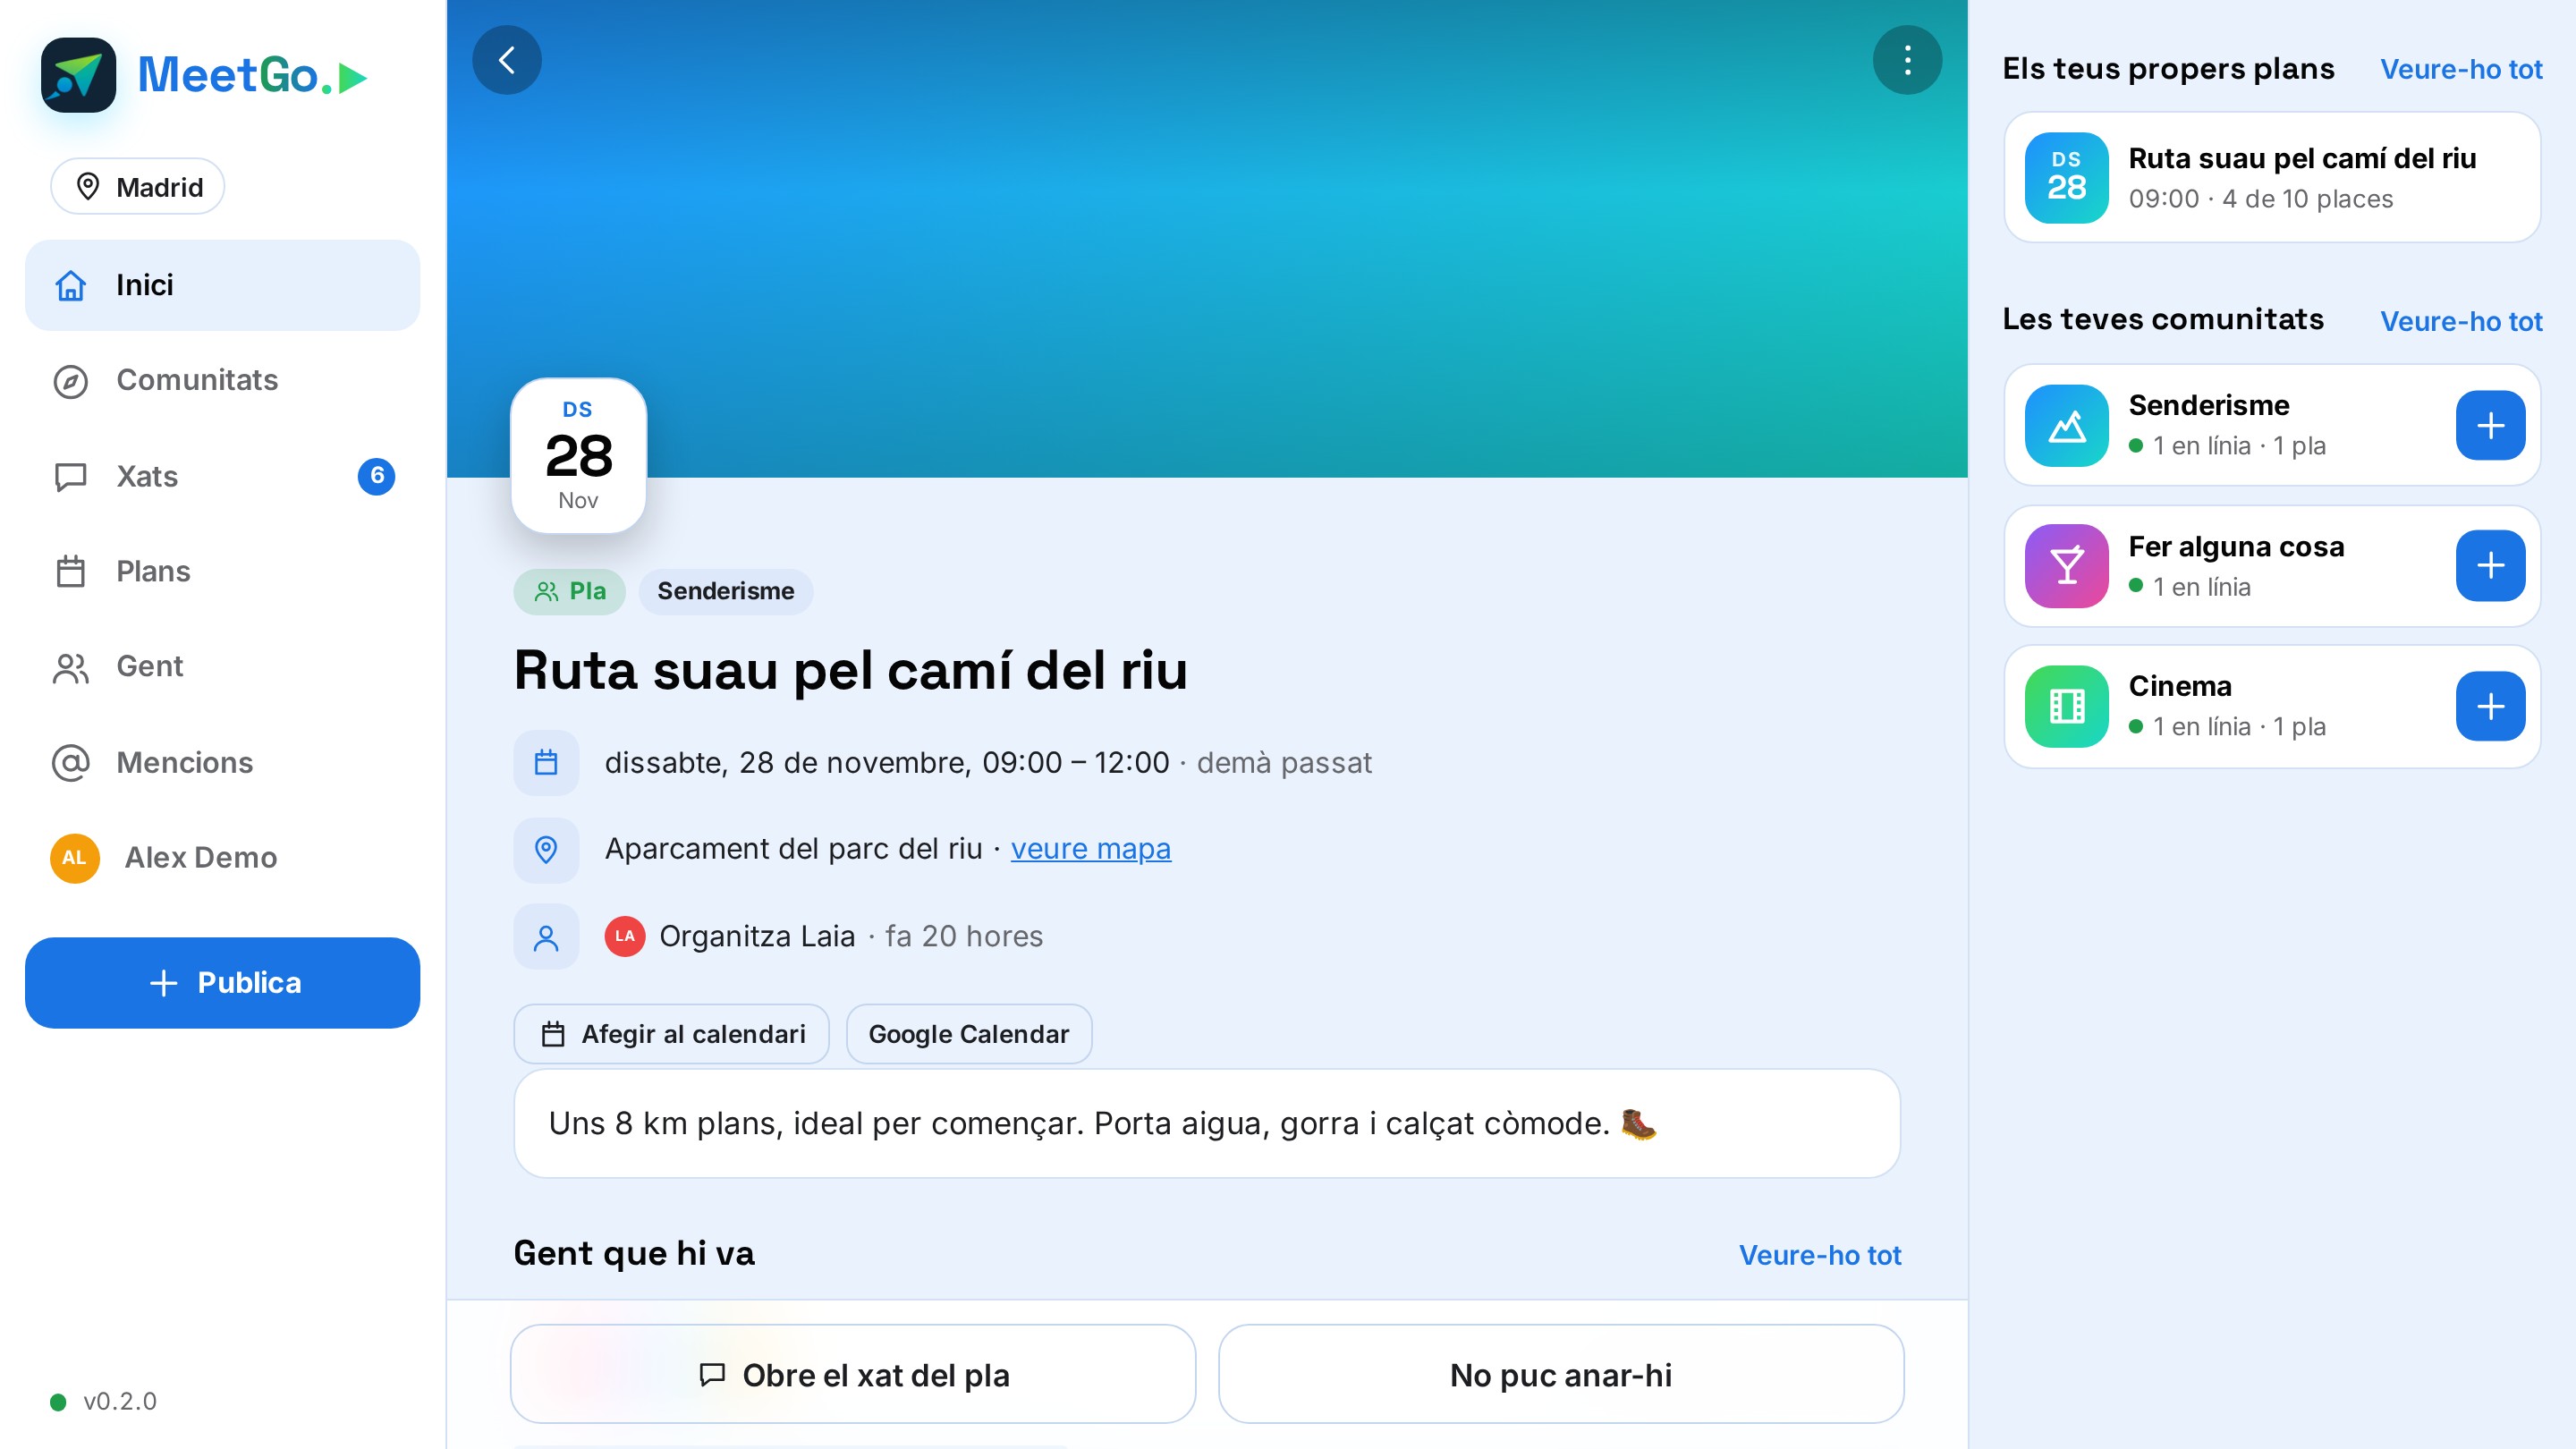 MeetGo.
Madrid
Inici
Comunitats
Xats
6
Plans
Gent
Mencions
AL
Alex Demo
Publica
v0.2.0
DS
28
Nov
Pla
Senderisme
Ruta suau pel camí del riu
dissabte, 28 de novembre, 09:00 – 12:00 · demà passat
Aparcament del parc del riu · veure mapa
LA
Organitza Laia · fa 20 hores
Afegir al calendari
Google Calendar
Uns 8 km plans, ideal per començar. Porta aigua, gorra i calçat còmode. 🥾
Gent que hi va
Veure-ho tot
Obre el xat del pla
No puc anar-hi
Els teus propers plans
Veure-ho tot
DS
28
Ruta suau pel camí del riu
09:00 · 4 de 10 places
Les teves comunitats
Veure-ho tot
Senderisme
1 en línia · 1 pla
Fer alguna cosa
1 en línia
Cinema
1 en línia · 1 pla